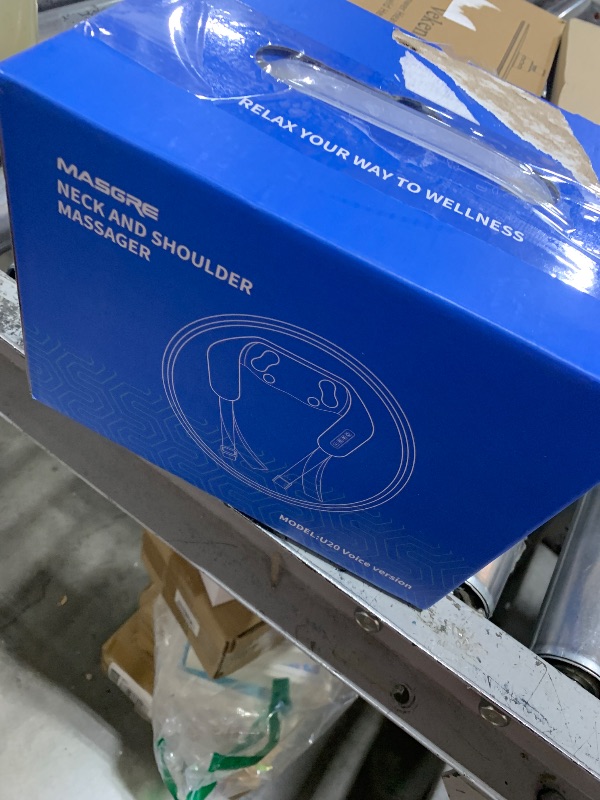 RELAX YOUR WAY TO WELLNESS
MASGRE
NECK AND SHOULDER
MASSAGER
MODEL:U20 Voice version